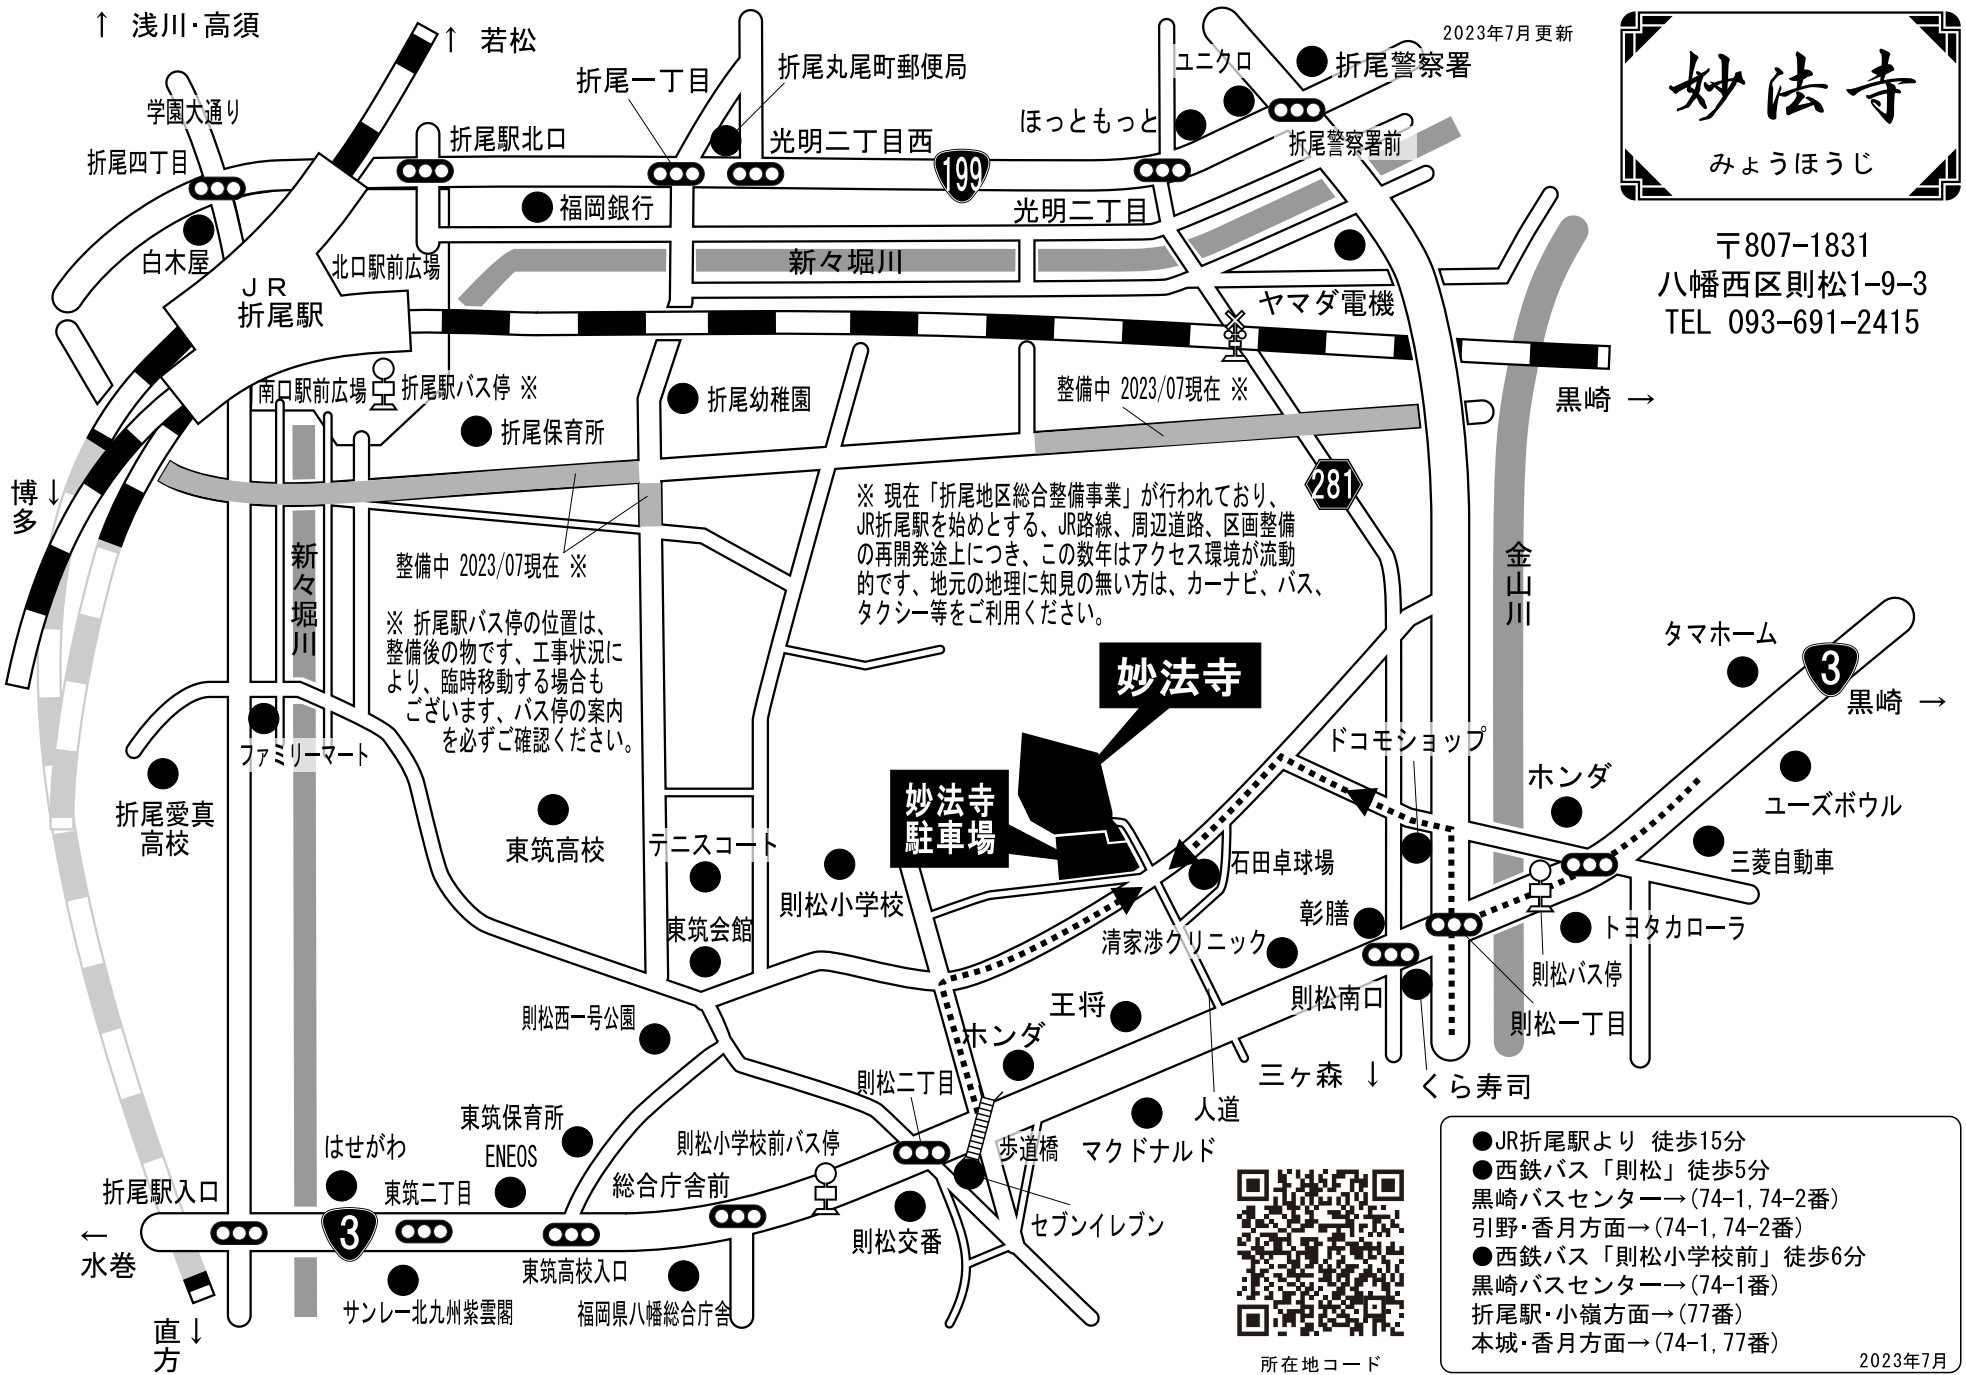 ↑ 浅川・高須
↑ 若松
2023年7月更新
妙法寺
みょうほうじ
〒807-1831
八幡西区則松1-9-3
TEL 093-691-2415
学園大通り
折尾四丁目
折尾駅北口
折尾一丁目
折尾丸尾町郵便局
光明二丁目西
199
ほっともっと
ユニクロ
折尾警察署
折尾警察署前
白木屋
福岡銀行
光明二丁目
北口駅前広場
新々堀川
JR
折尾駅
ヤマダ電機
黒崎 →
南口駅前広場
折尾駅バス停 ※
折尾保育所
折尾幼稚園
整備中 2023/07現在 ※
281
博多↓
新々堀川
整備中 2023/07現在 ※
※ 折尾駅バス停の位置は、
整備後の物です、工事状況に
より、臨時移動する場合も
ございます、バス停の案内
を必ずご確認ください。
※ 現在「折尾地区総合整備事業」が行われており、
JR折尾駅を始めとする、JR路線、周辺道路、区画整備
の再開発途上につき、この数年はアクセス環境が流動
的です、地元の地理に知見の無い方は、カーナビ、バス、
タクシー等をご利用ください。
金山川
タマホーム
3
黒崎 →
妙法寺
妙法寺
駐車場
ファミリーマート
折尾愛真
高校
東筑高校
テニスコート
東筑会館
則松小学校
ドコモショップ
ホンダ
ユーズボウル
三菱自動車
石田卓球場
彰膳
清家渉クリニック
トヨタカローラ
則松バス停
則松一丁目
則松南口
王将
ホンダ
則松西一号公園
則松二丁目
三ヶ森 ↓
くら寿司
人道
マクドナルド
歩道橋
セブンイレブン
則松小学校前バス停
東筑保育所
ENEOS
はせがわ
折尾駅入口
東筑二丁目
総合庁舎前
則松交番
3
←
水巻
東筑高校入口
サンレー北九州紫雲閣
福岡県八幡総合庁舎
直方↓
所在地コード
●JR折尾駅より 徒歩15分
●西鉄バス「則松」徒歩5分
黒崎バスセンター→(74-1,74-2番)
引野・香月方面→(74-1,74-2番)
●西鉄バス「則松小学校前」徒歩6分
黒崎バスセンター→(74-1番)
折尾駅・小嶺方面→(77番)
本城・香月方面→(74-1,77番)
2023年7月